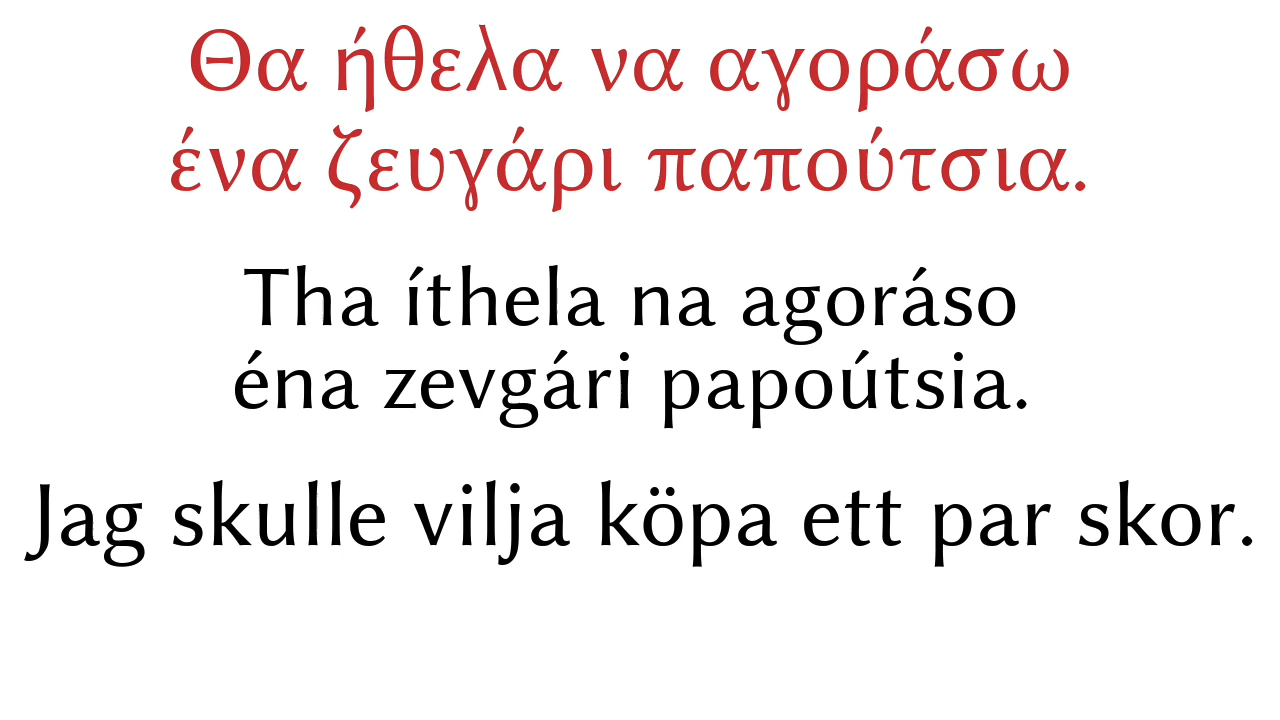 Θα ήθελα να αγοράσω
ένα ζευγάρι παπούτσια.
Tha íthela na agoráso
éna zevgári papoútsia.
Jag skulle vilja köpa ett par skor.